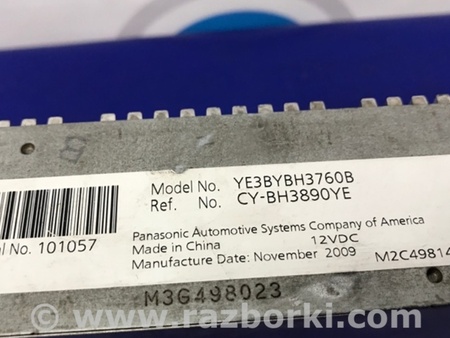 Model No. YE3BYBH3760B
Ref. No. CY-BH3890YE
No. 101057
Panasonic Automotive Systems Company of America
Made in China 12VDC
Manufacture Date: November 2009 M2C49814
M3G498023
© www.razborki.com